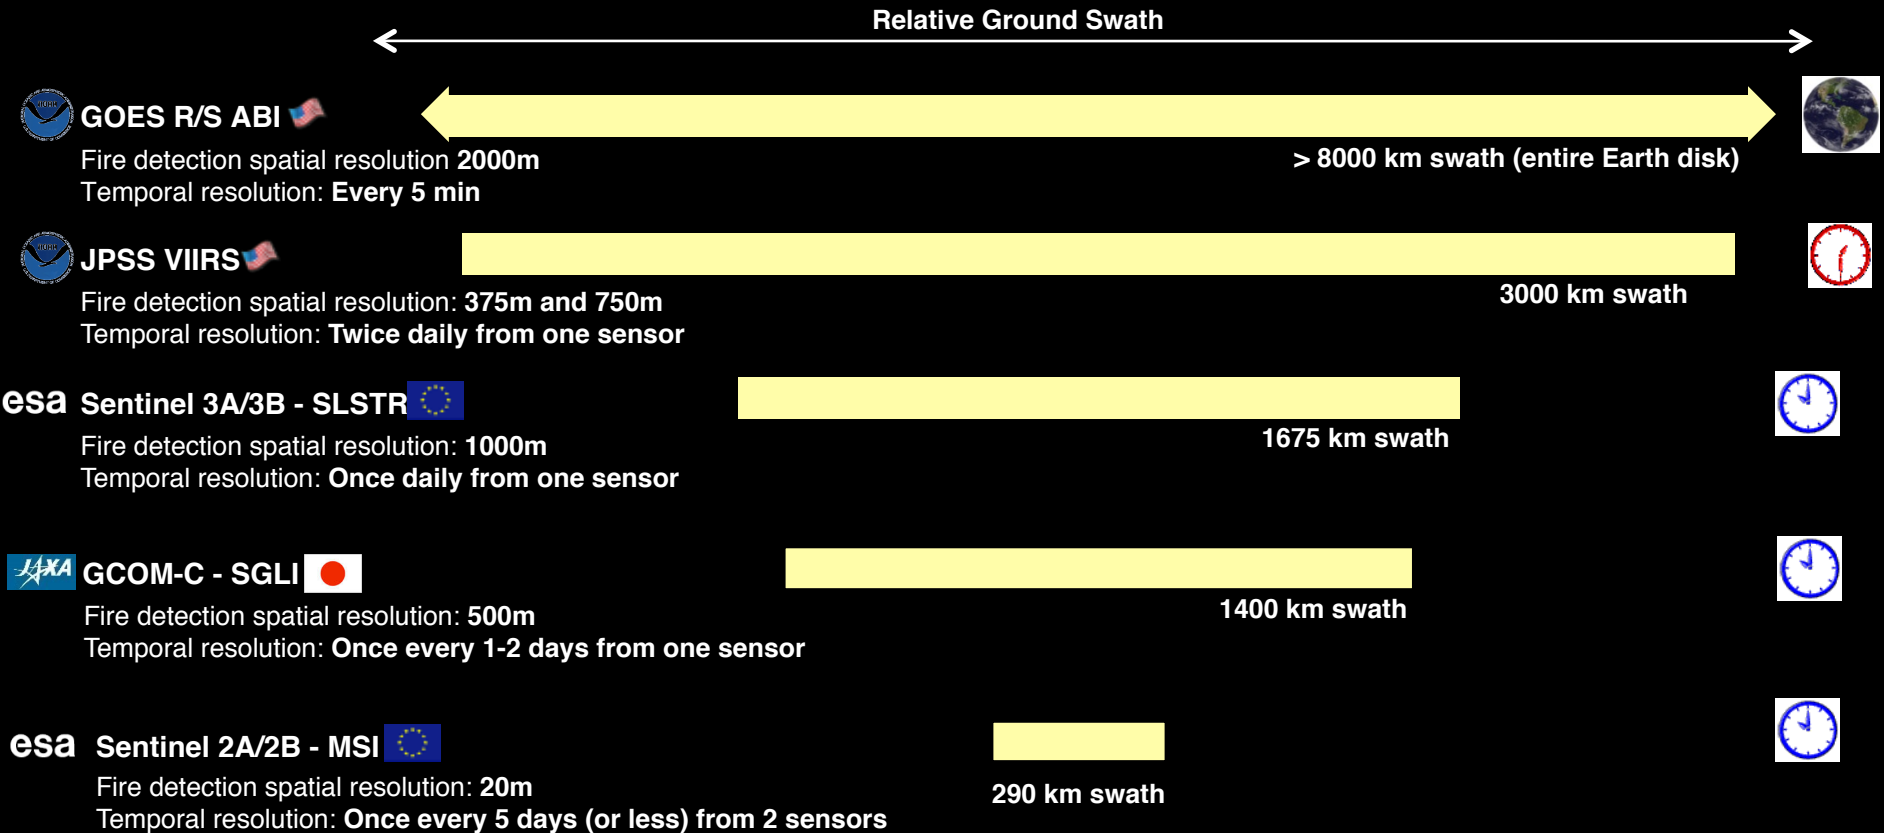 Relative Ground Swath
GOES R/S ABI
Fire detection spatial resolution 2000m
Temporal resolution: Every 5 min
> 8000 km swath (entire Earth disk)
JPSS VIIRS
Fire detection spatial resolution: 375m and 750m
Temporal resolution: Twice daily from one sensor
3000 km swath
esa Sentinel 3A/3B - SLSTR
Fire detection spatial resolution: 1000m
Temporal resolution: Once daily from one sensor
1675 km swath
JAXA GCOM-C - SGLI
Fire detection spatial resolution: 500m
Temporal resolution: Once every 1-2 days from one sensor
1400 km swath
esa Sentinel 2A/2B - MSI
Fire detection spatial resolution: 20m
Temporal resolution: Once every 5 days (or less) from 2 sensors
290 km swath